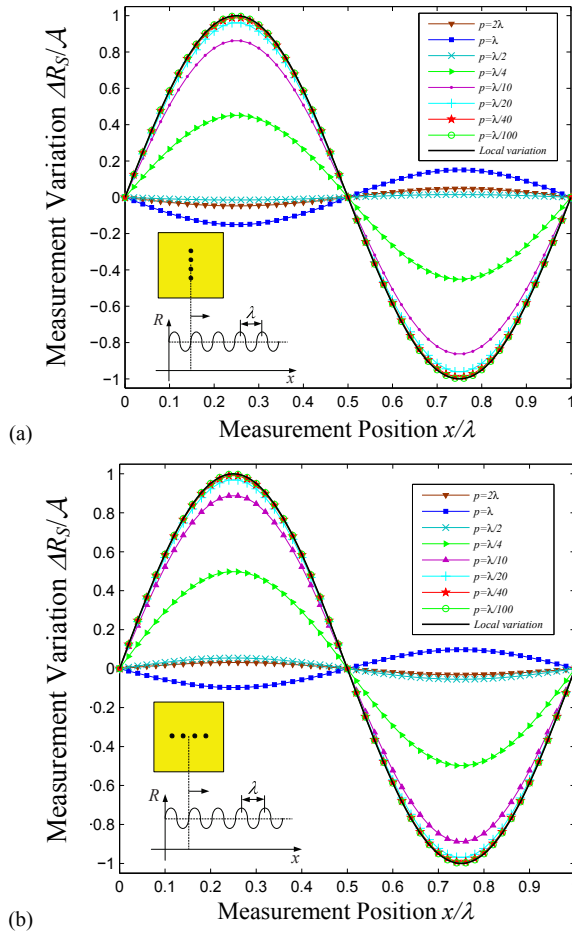 1
0.8
0.6
0.4
0.2
0
−0.2
−0.4
−0.6
−0.8
−1
Measurement Variation ΔR_S/𝒜
p=2λ
p=λ
p=λ/2
p=λ/4
p=λ/10
p=λ/20
p=λ/40
p=λ/100
Local variation
R
λ
x
0 0.1 0.2 0.3 0.4 0.5 0.6 0.7 0.8 0.9 1
(a)
Measurement Position x/λ
1
0.8
0.6
0.4
0.2
0
−0.2
−0.4
−0.6
−0.8
−1
Measurement Variation ΔR_S/𝒜
p=2λ
p=λ
p=λ/2
p=λ/4
p=λ/10
p=λ/20
p=λ/40
p=λ/100
Local variation
R
λ
x
0 0.1 0.2 0.3 0.4 0.5 0.6 0.7 0.8 0.9 1
(b)
Measurement Position x/λ